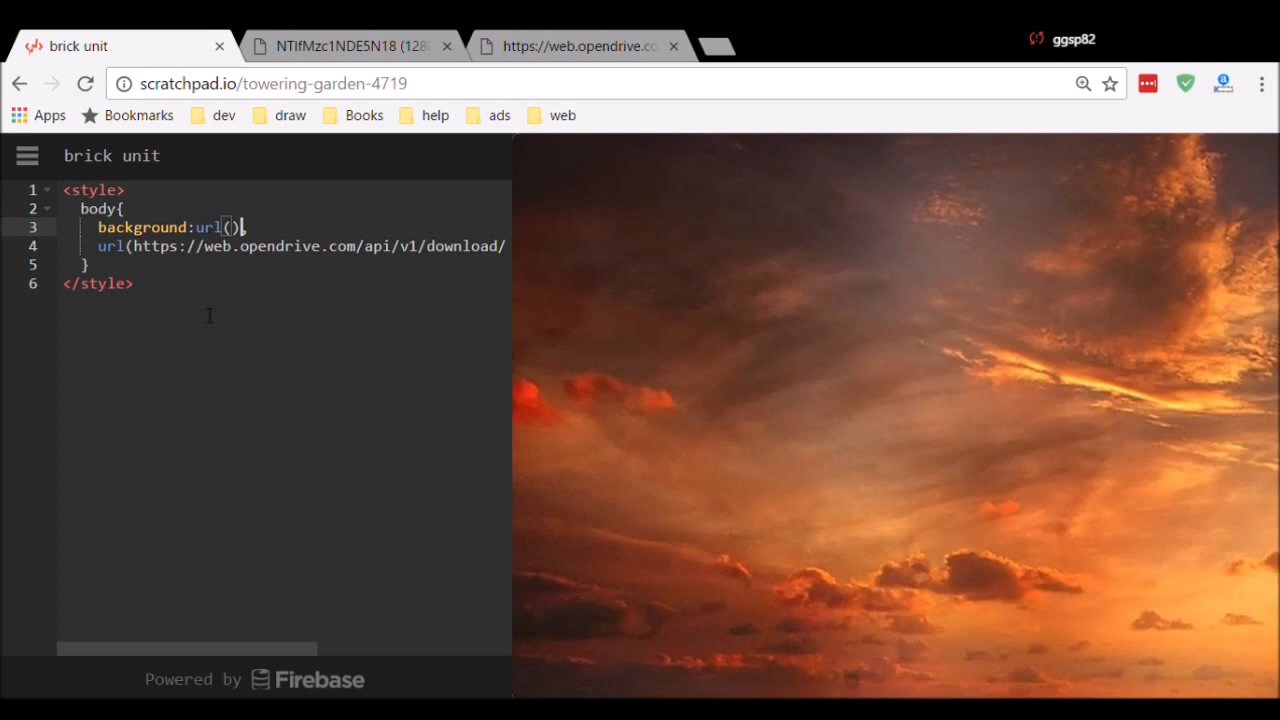 ggsp82
brick unit
NTIfMzc1NDE5N18 (128
https://web.opendrive.co
scratchpad.io/towering-garden-4719
Apps Bookmarks dev draw Books help ads web
brick unit
1 <style>
2 body{
3 background:url(),
4 url(https://web.opendrive.com/api/v1/download/
5 }
6 </style>
Powered by Firebase